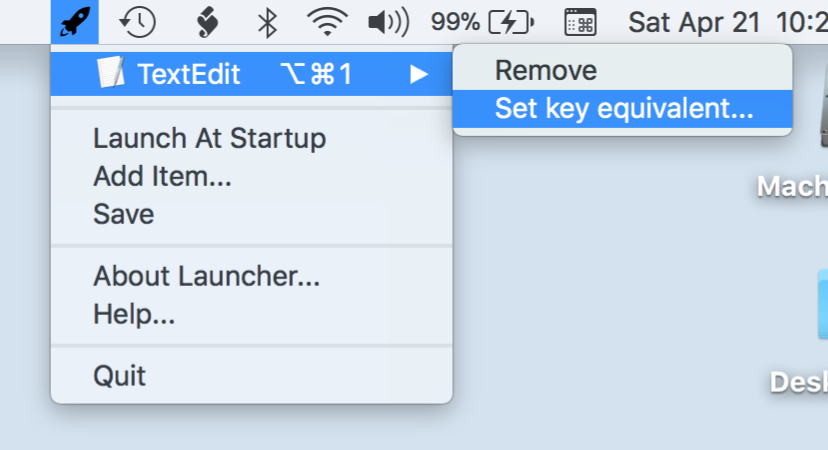 99% Sat Apr 21 10:2
TextEdit ⌥⌘1 ▶
Remove
Set key equivalent...
Launch At Startup
Add Item...
Save
About Launcher...
Help...
Quit
Mach
Desk